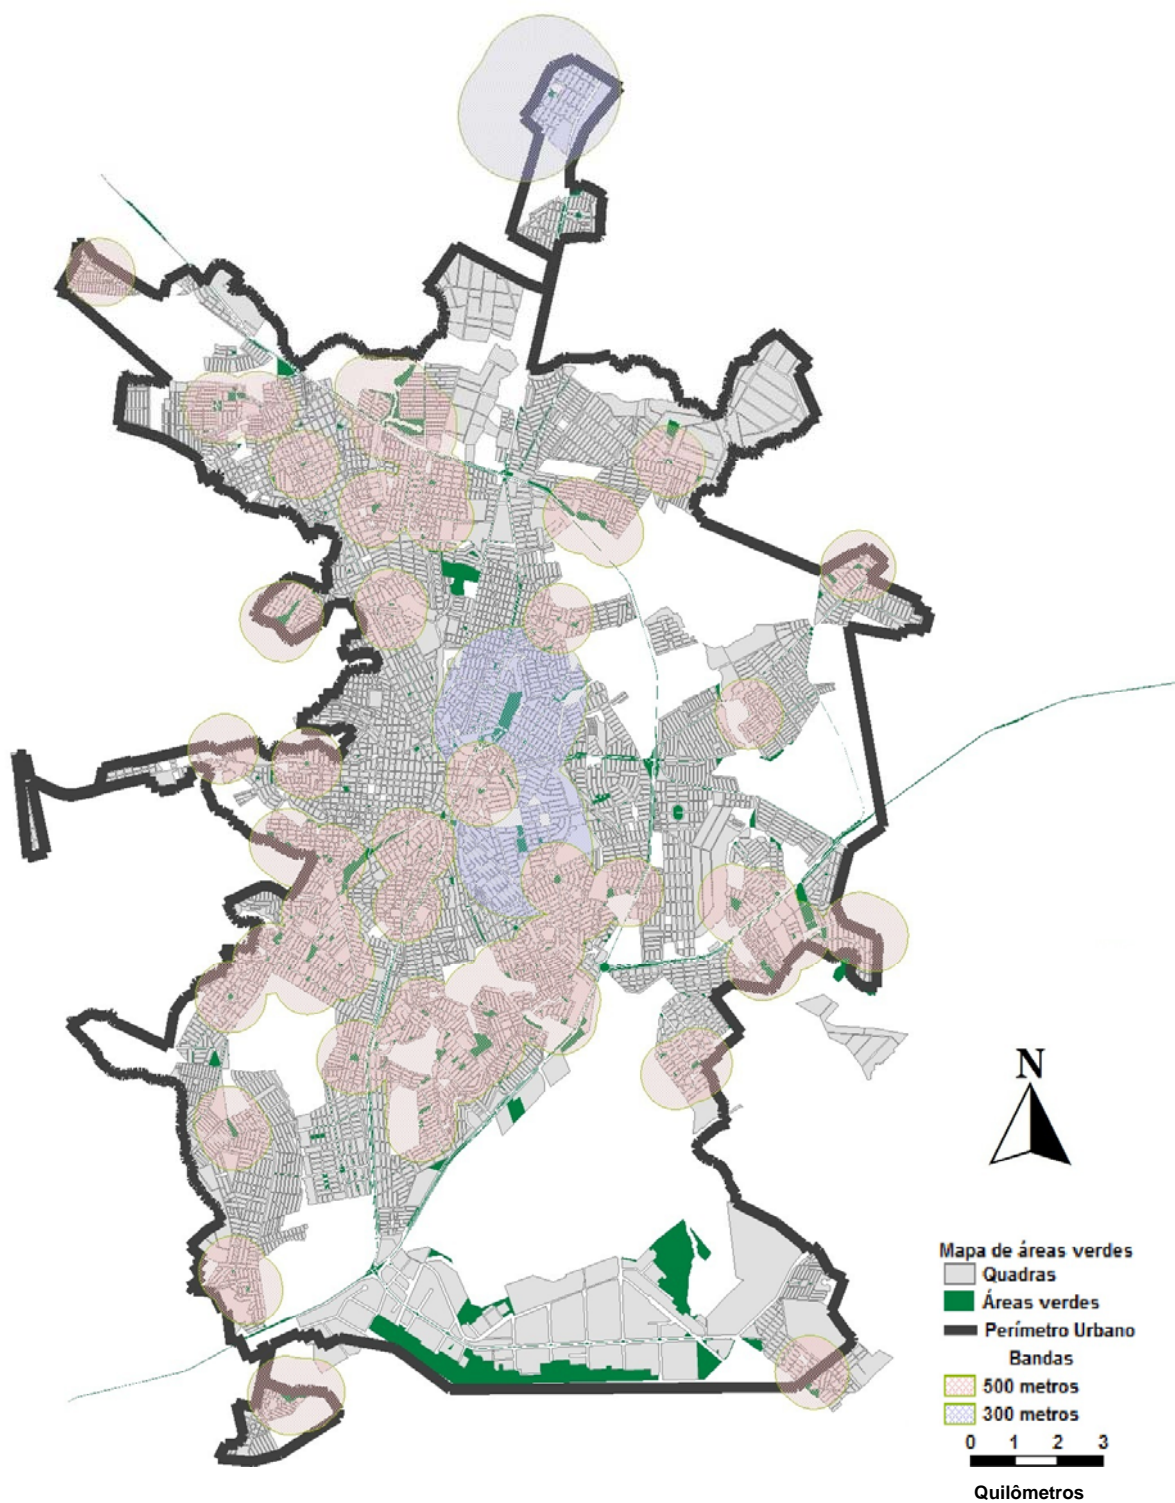 N
Mapa de áreas verdes
Quadras
Áreas verdes
Perímetro Urbano
Bandas
500 metros
300 metros
0 1 2 3
Quilômetros